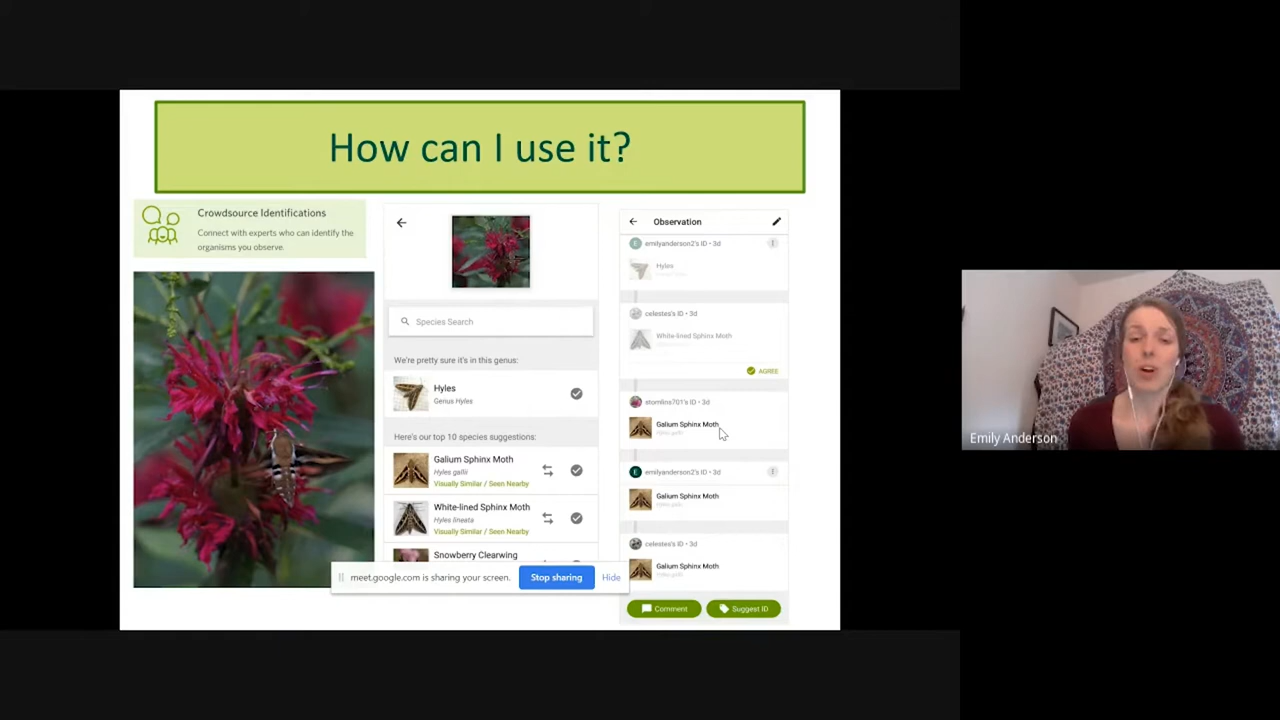 How can I use it?
Crowdsource Identifications
Connect with experts who can identify the
organisms you observe.
Species Search
We're pretty sure it's in this genus:
Hyles
Genus Hyles
Here's our top 10 species suggestions:
Galium Sphinx Moth
Hyles gallii
Visually Similar / Seen Nearby
White-lined Sphinx Moth
Hyles lineata
Visually Similar / Seen Nearby
Snowberry Clearwing
meet.google.com is sharing your screen.
Stop sharing
Hide
Observation
E emilyanderson2's ID • 3d
Hyles
celestes's ID • 3d
White-lined Sphinx Moth
AGREE
stomlins701's ID • 3d
Galium Sphinx Moth
E emilyanderson2's ID • 3d
Galium Sphinx Moth
celestes's ID • 3d
Galium Sphinx Moth
Comment
Suggest ID
Emily Anderson